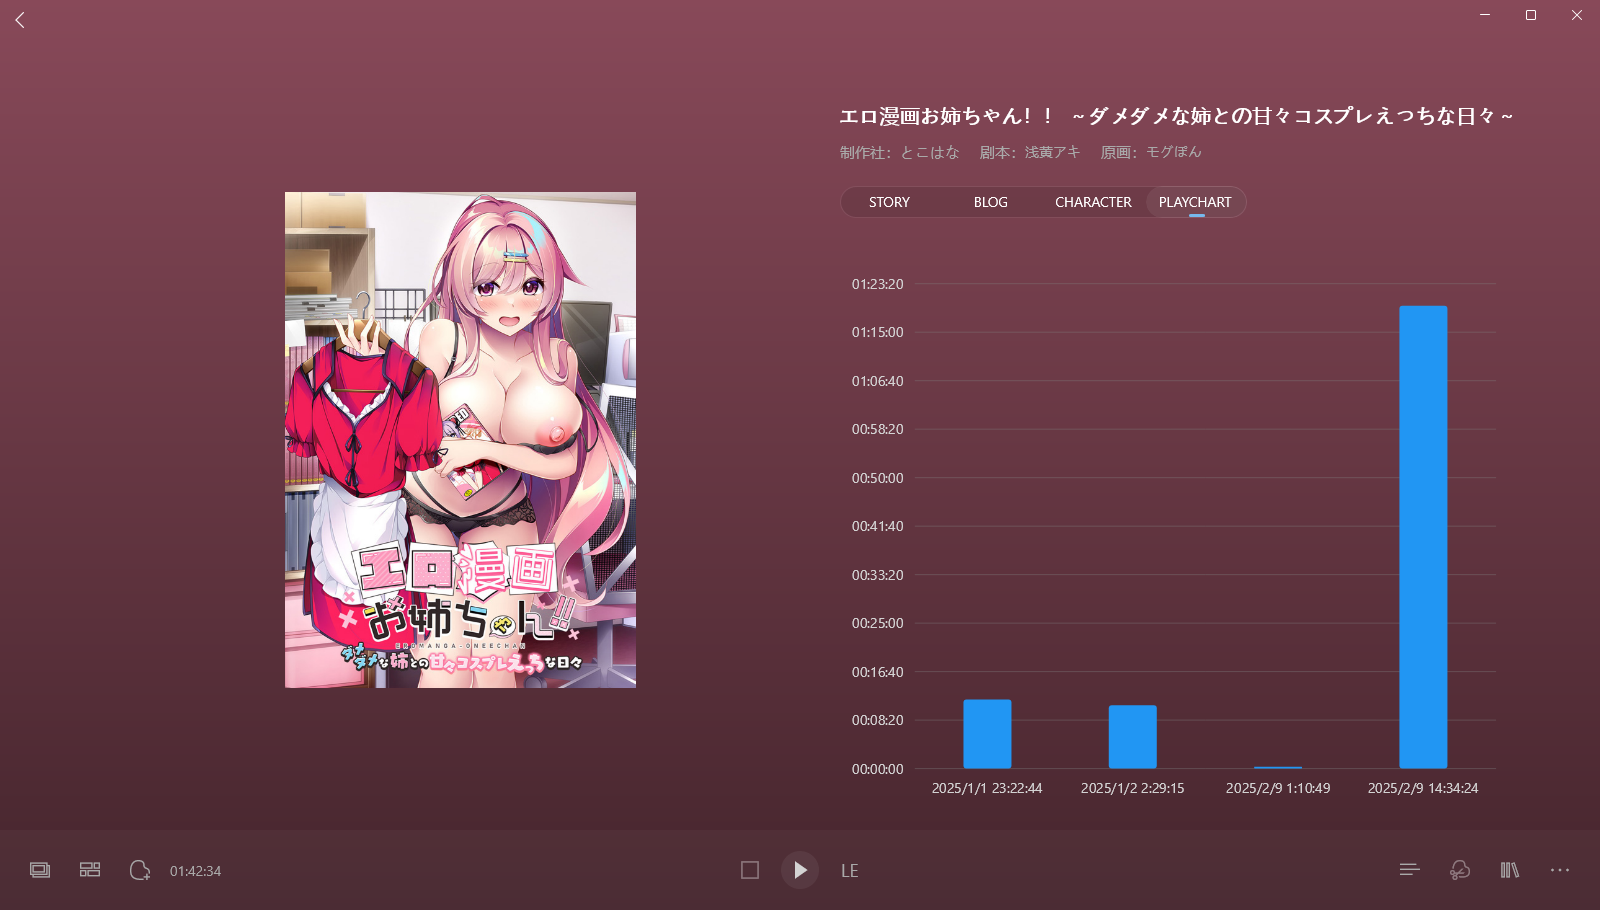 エロ漫画お姉ちゃん！！ ～ダメダメな姉との甘々コスプレえっちな日々～
制作社：とこはな 剧本：浅黄アキ 原画：モグぽん
STORY BLOG CHARACTER PLAYCHART
エロ漫画
お姉ちゃん!!
EROMANGA-ONEECHAN
ダメダメな姉との甘々コスプレえっちな日々
01:23:20
01:15:00
01:06:40
00:58:20
00:50:00
00:41:40
00:33:20
00:25:00
00:16:40
00:08:20
00:00:00
2025/1/1 23:22:44 2025/1/2 2:29:15 2025/2/9 1:10:49 2025/2/9 14:34:24
01:42:34 LE